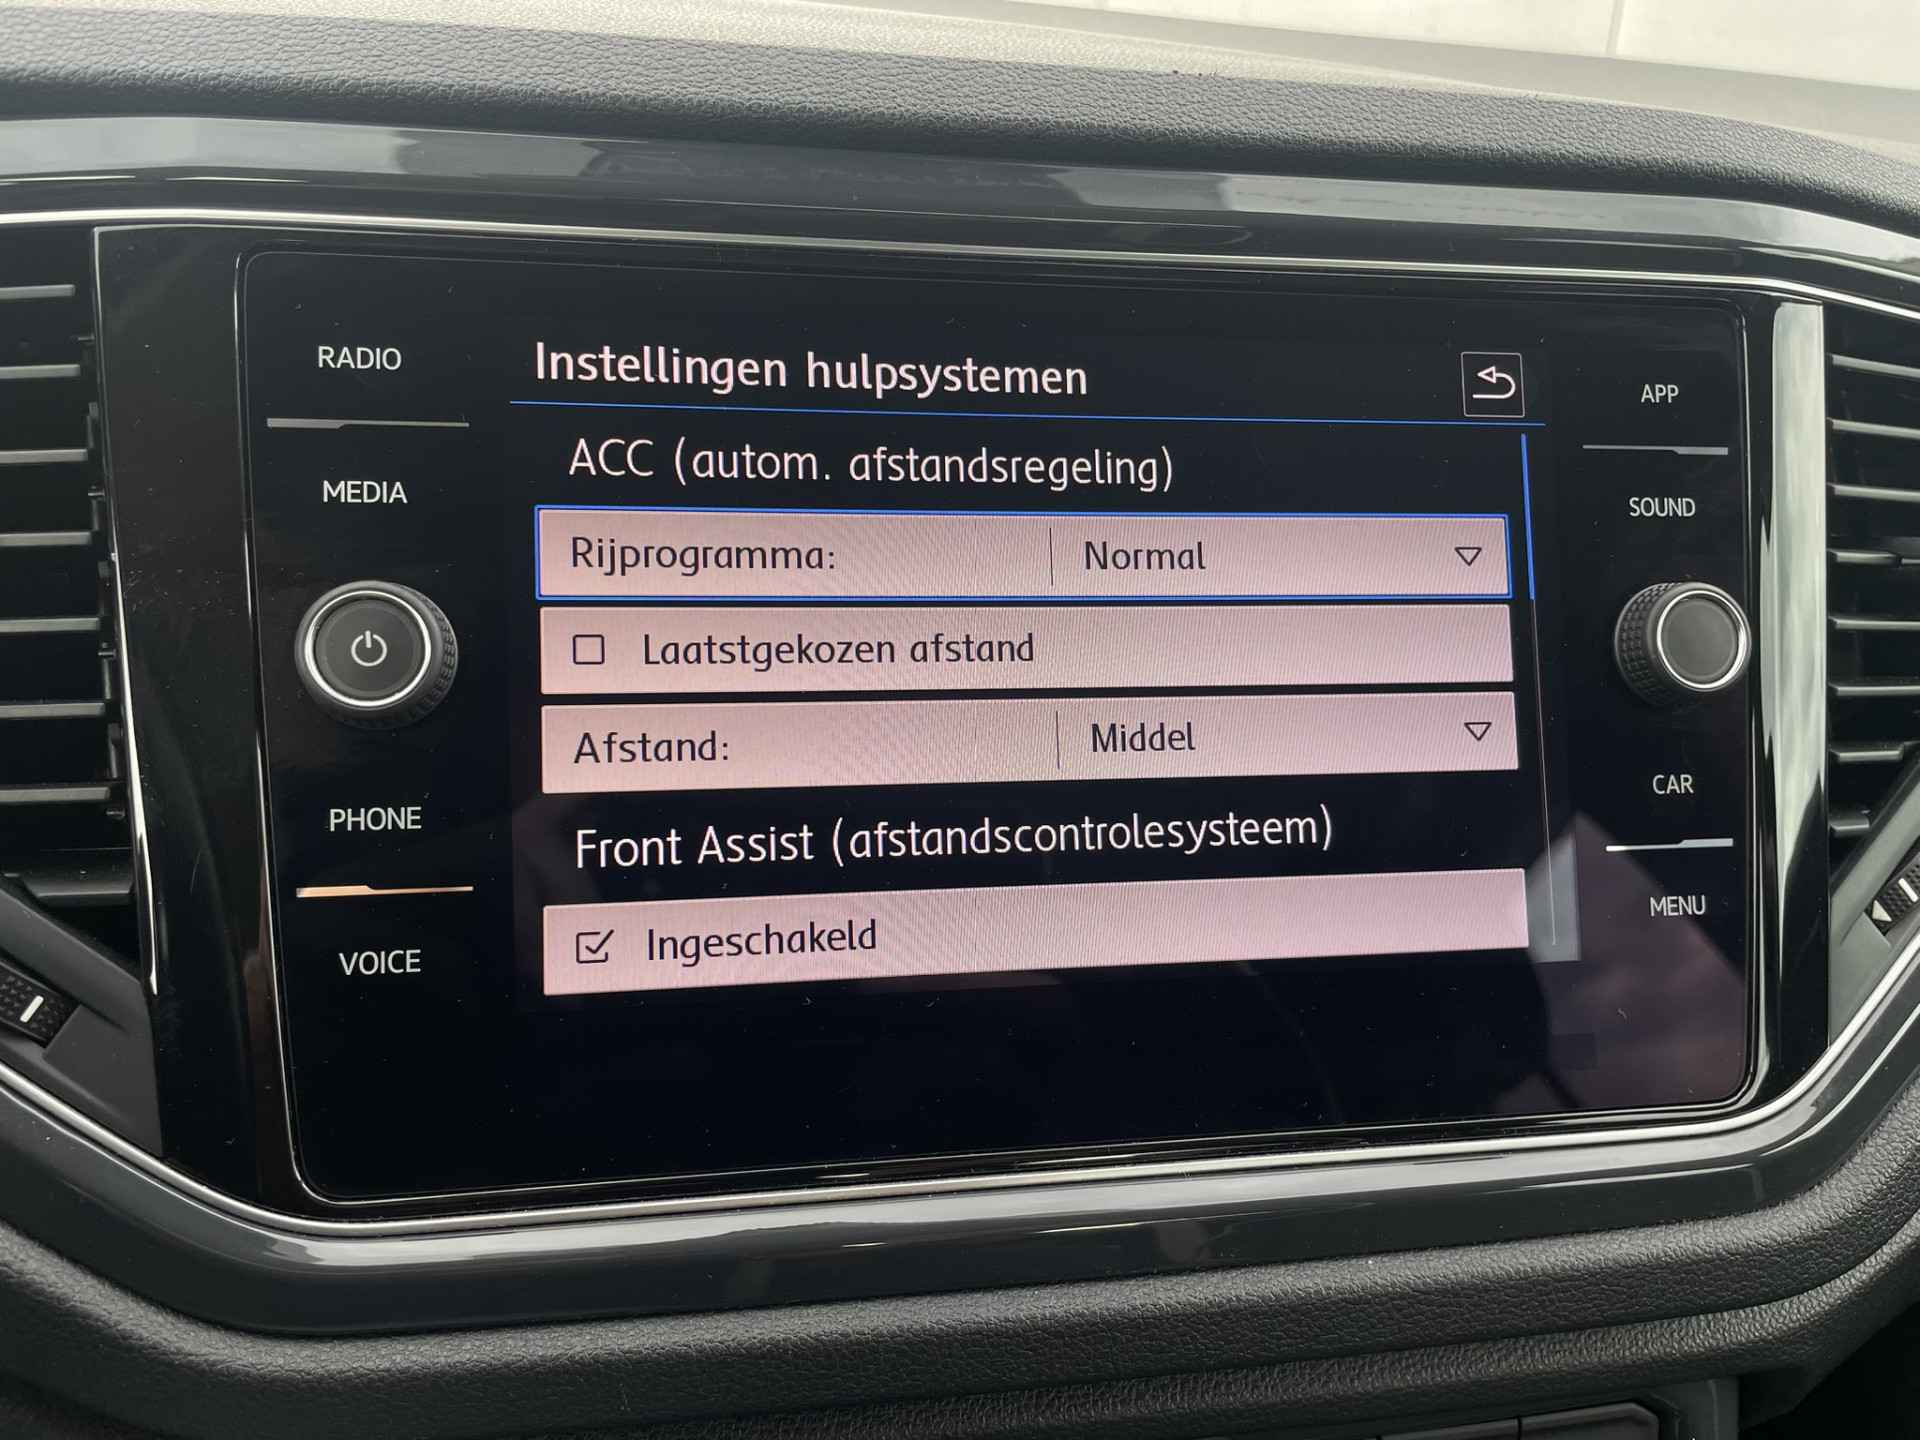 RADIO
MEDIA
PHONE
VOICE
Instellingen hulpsystemen
ACC (autom. afstandsregeling)
Rijprogramma: Normal
Laatstgekozen afstand
Afstand: Middel
Front Assist (afstandscontrolesysteem)
Ingeschakeld
APP
SOUND
CAR
MENU